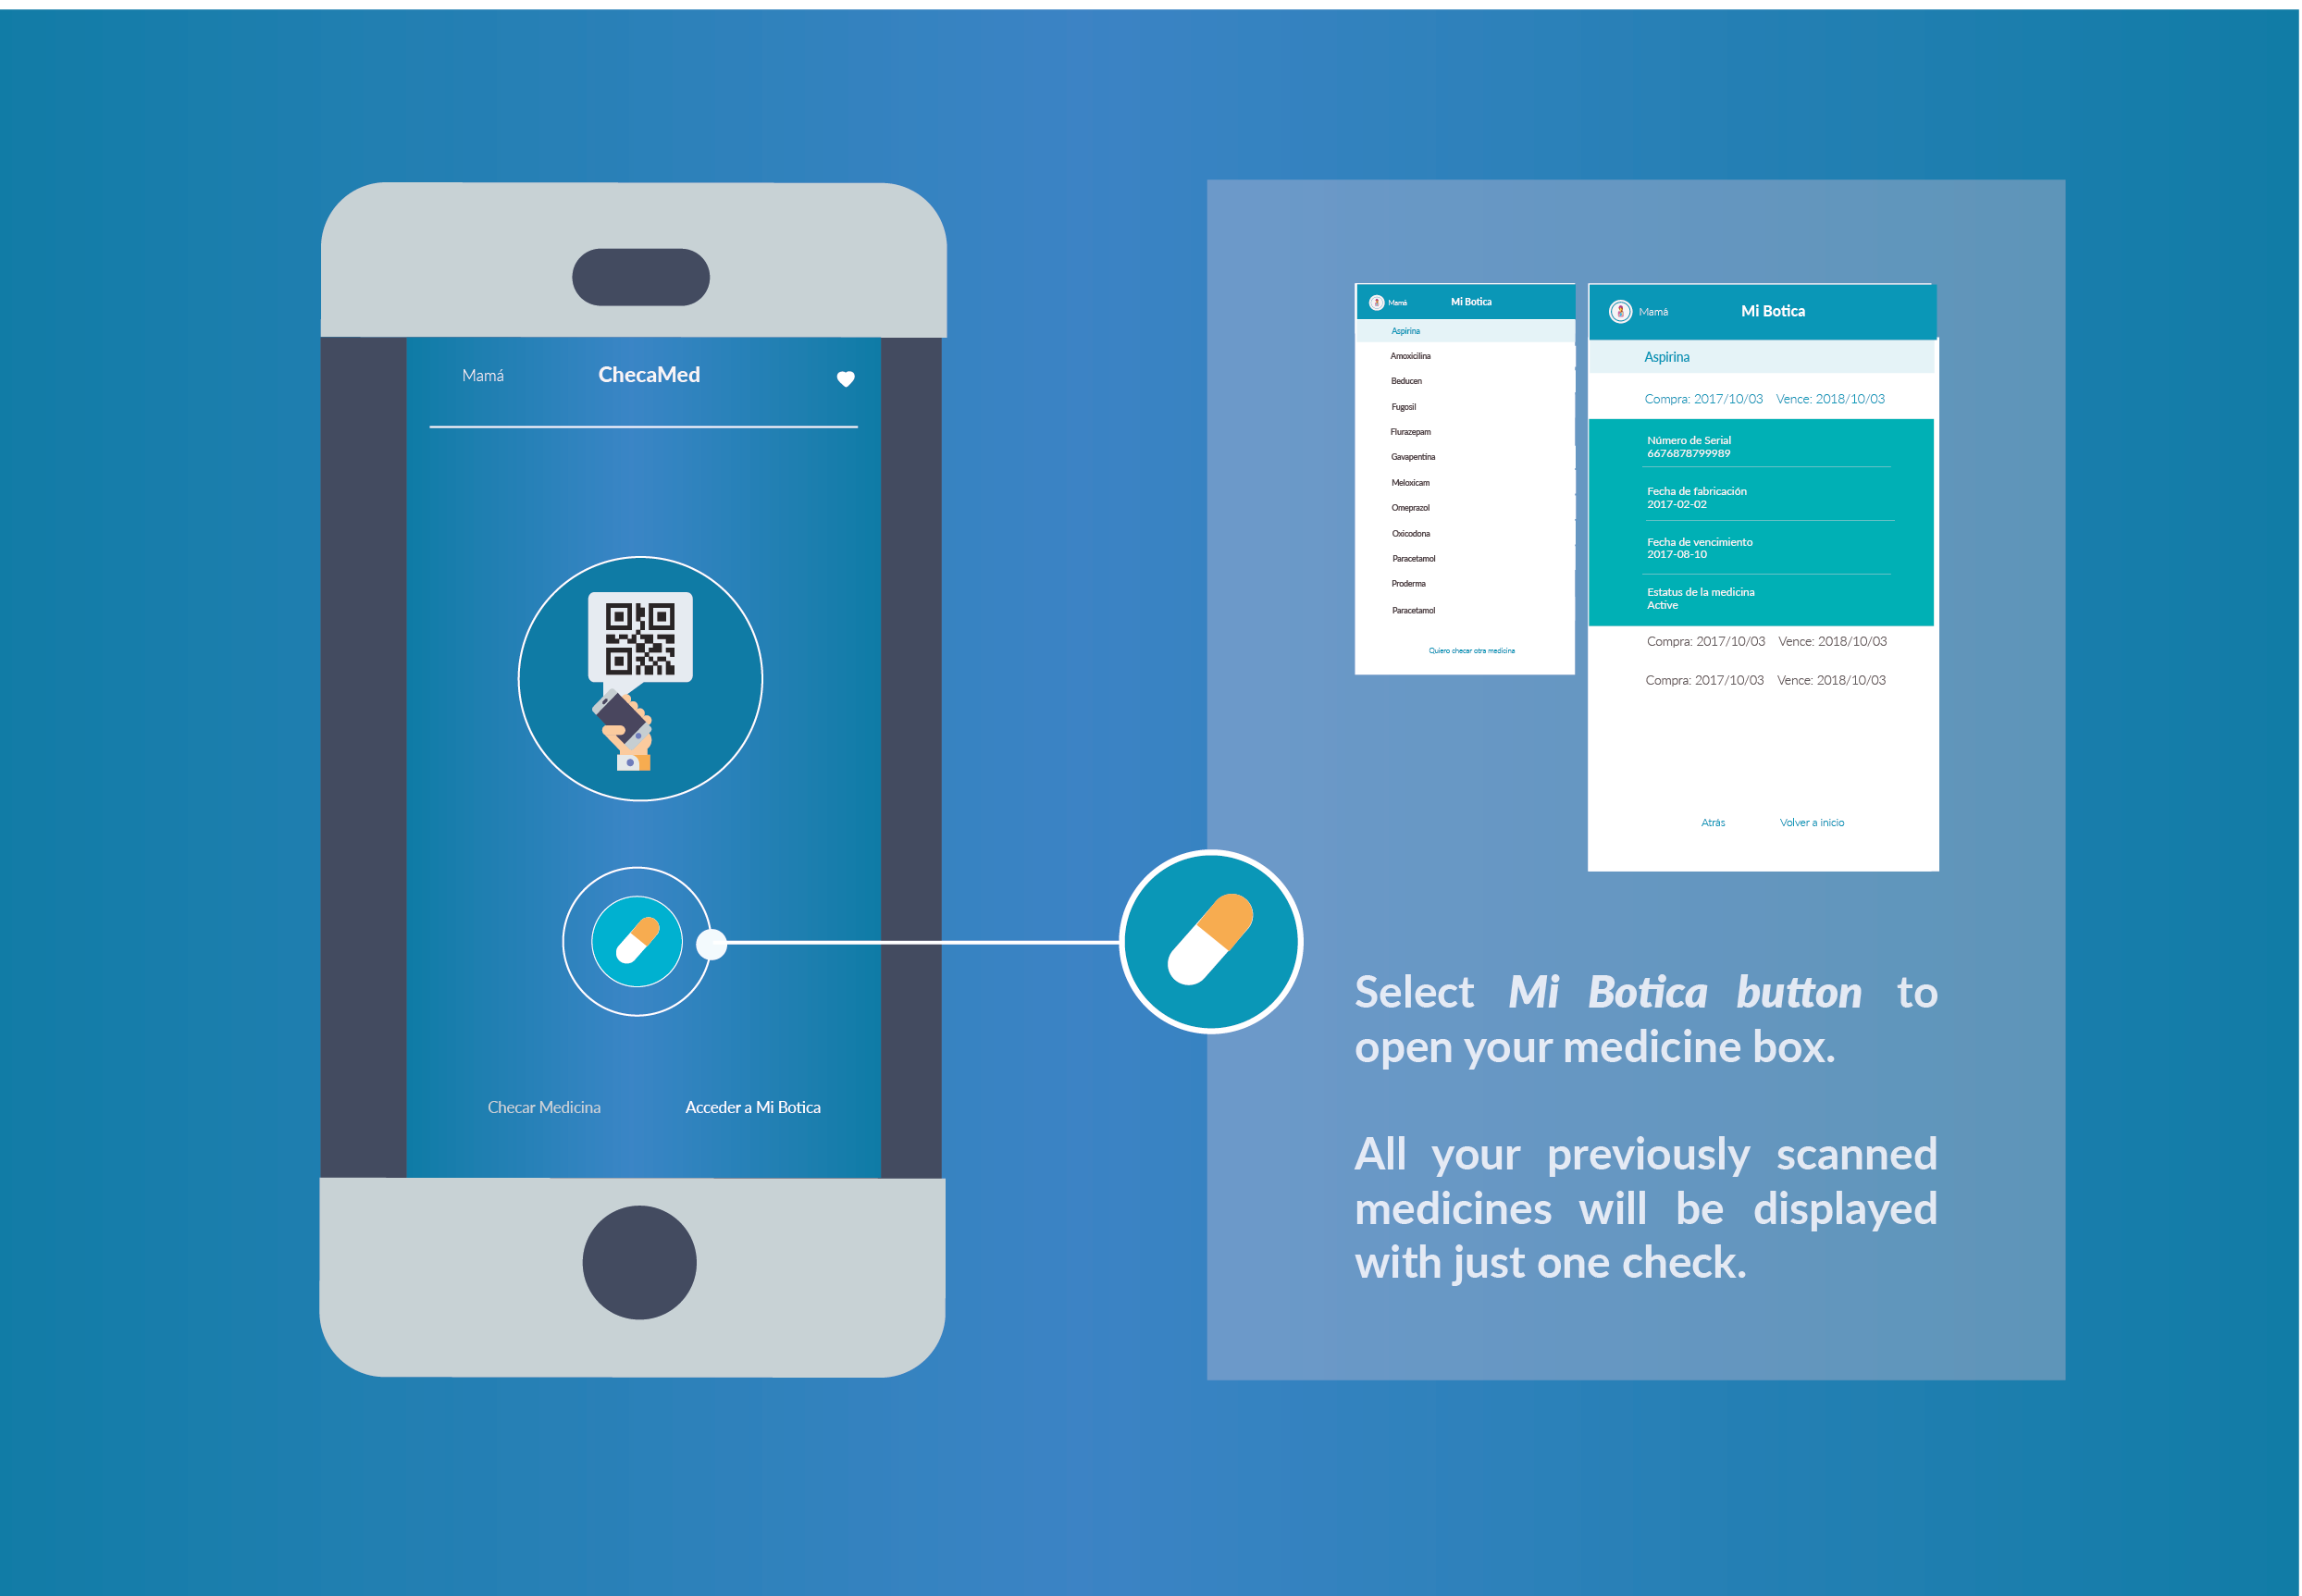 Mamá
ChecaMed
Checar Medicina
Acceder a Mi Botica
Mamá
Mi Botica
Aspirina
Amoxicilina
Beducen
Fugosil
Flurazepam
Gavapentina
Meloxicam
Omeprazol
Oxicodona
Paracetamol
Proderma
Paracetamol
Quiero checar otra medicina
Mamá
Mi Botica
Aspirina
Compra: 2017/10/03 Vence: 2018/10/03
Número de Serial
6676878799989
Fecha de fabricación
2017-02-02
Fecha de vencimiento
2017-08-10
Estatus de la medicina
Active
Compra: 2017/10/03 Vence: 2018/10/03
Compra: 2017/10/03 Vence: 2018/10/03
Atrás
Volver a inicio
Select Mi Botica button to
open your medicine box.
All your previously scanned
medicines will be displayed
with just one check.